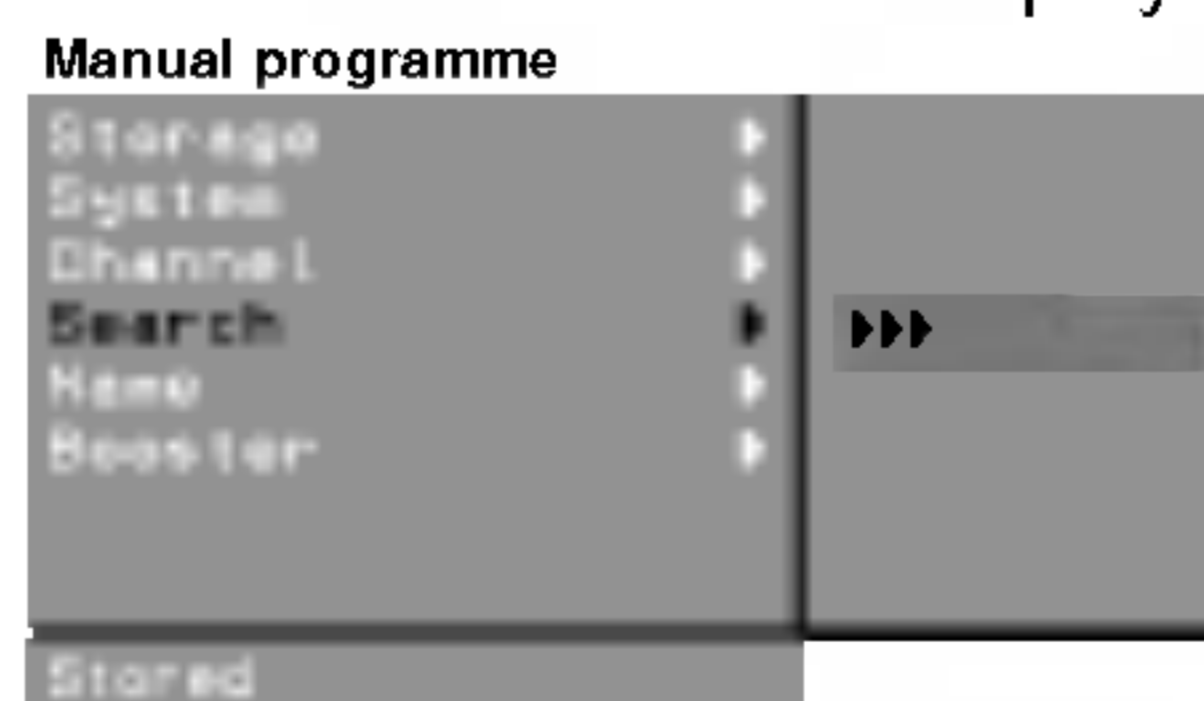 Manual programme
Storage
System
Channel
Search
Name
Booster
Stored